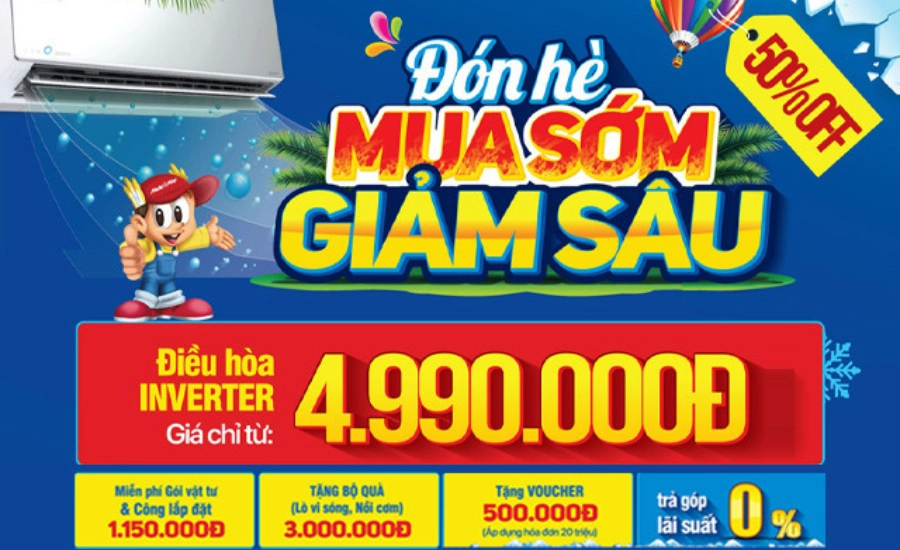 Đón hè
50% OFF
MUA SỚM
GIẢM SÂU
Điều hòa
INVERTER
Giá chỉ từ:
4.990.000Đ
Miễn phí Gói vật tư
& Công lắp đặt
1.150.000Đ
TẶNG BỘ QUÀ
(Lò vi sóng, Nồi cơm)
3.000.000Đ
Tặng VOUCHER
500.000Đ
(Áp dụng hóa đơn 20 triệu)
trả góp
lãi suất 0%